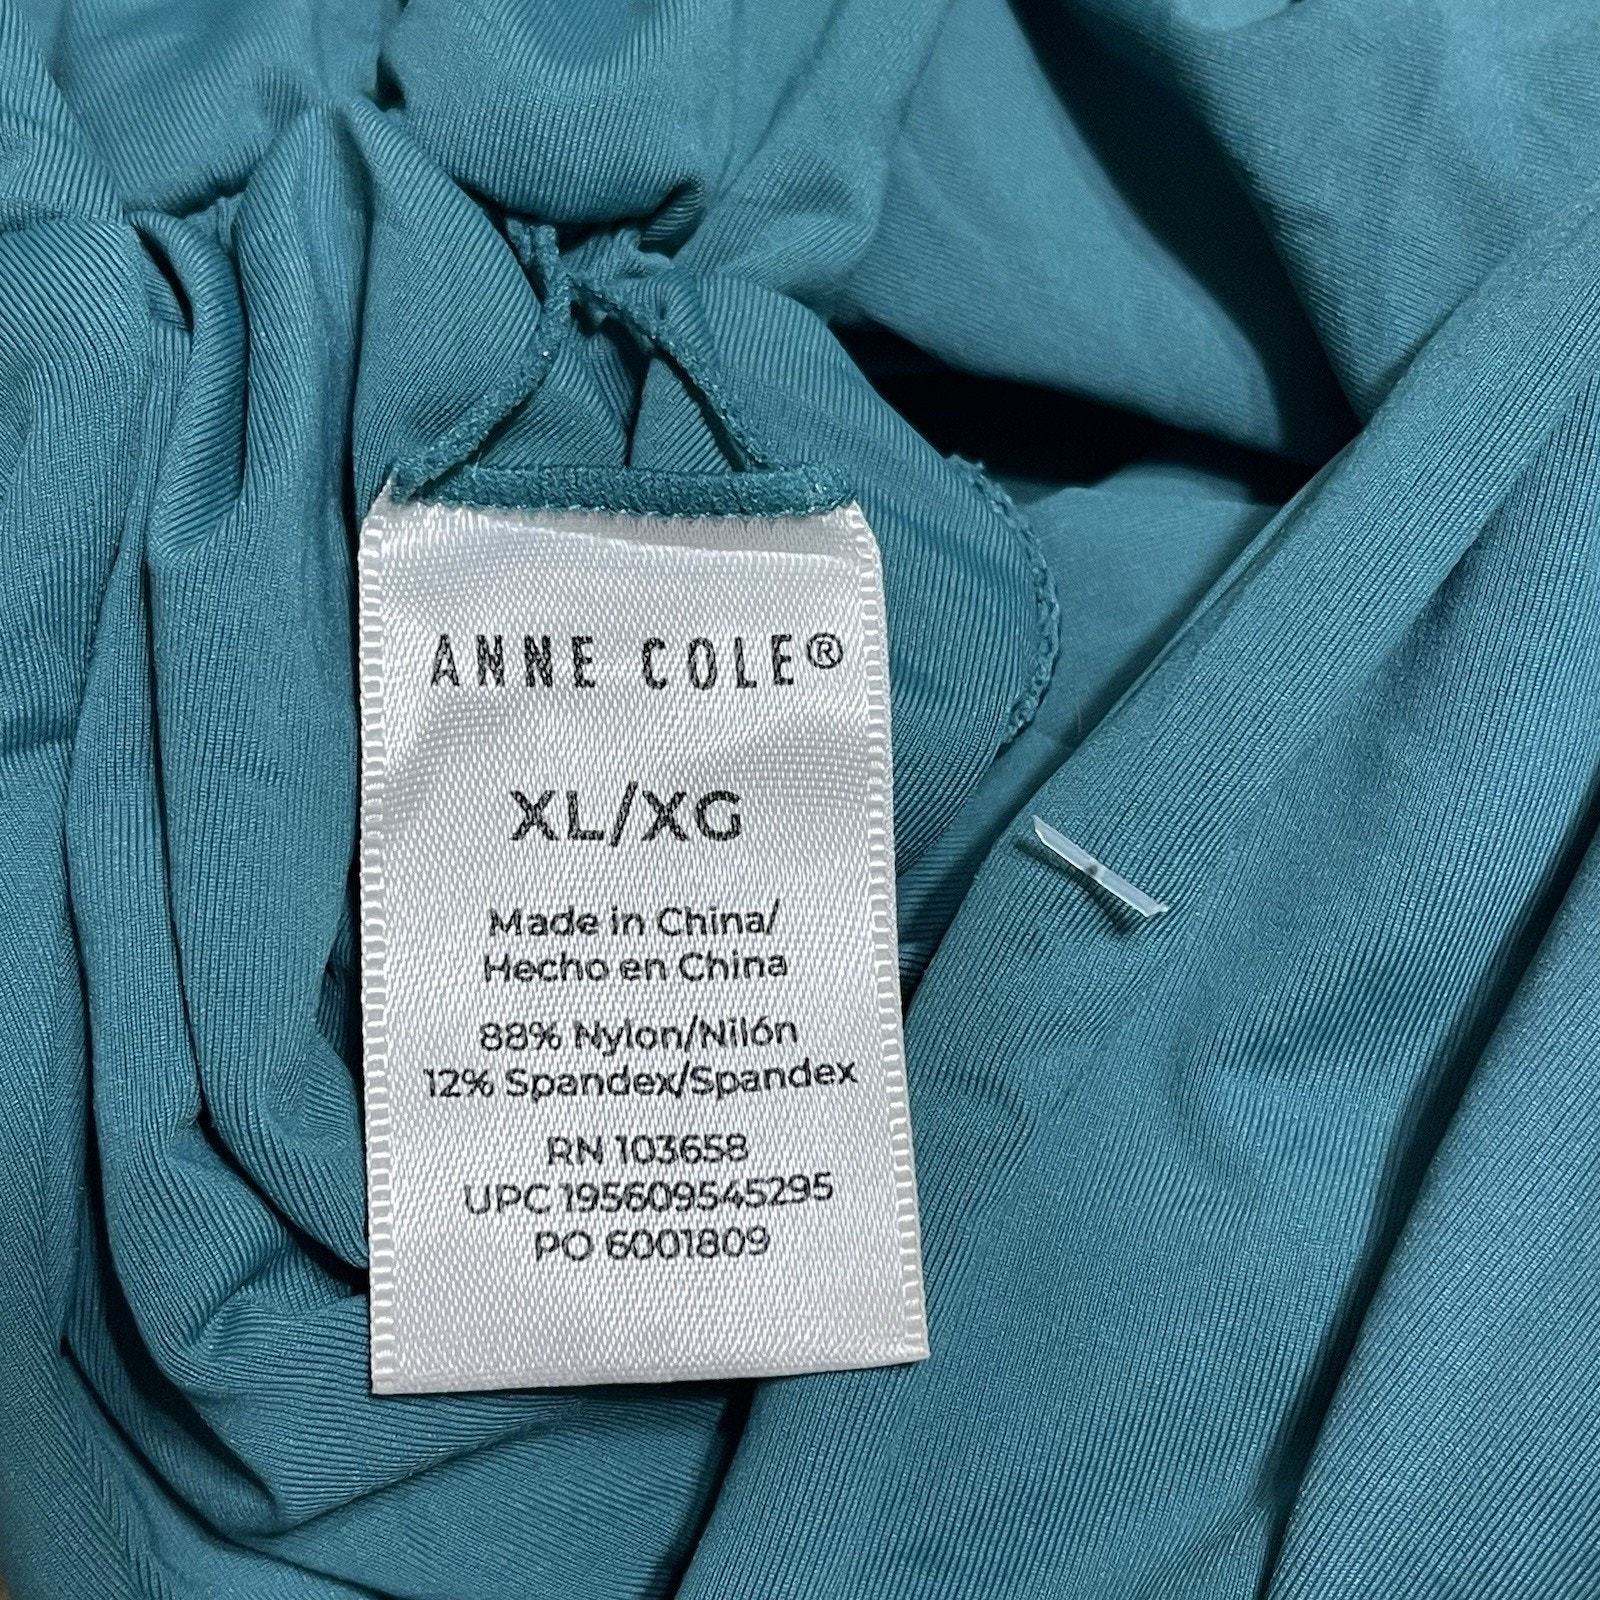 ANNE COLE®
XL/XG
Made in China/
Hecho en China
88% Nylon/Nilón
12% Spandex/Spandex
RN 103658
UPC 195609545295
PO 6001809